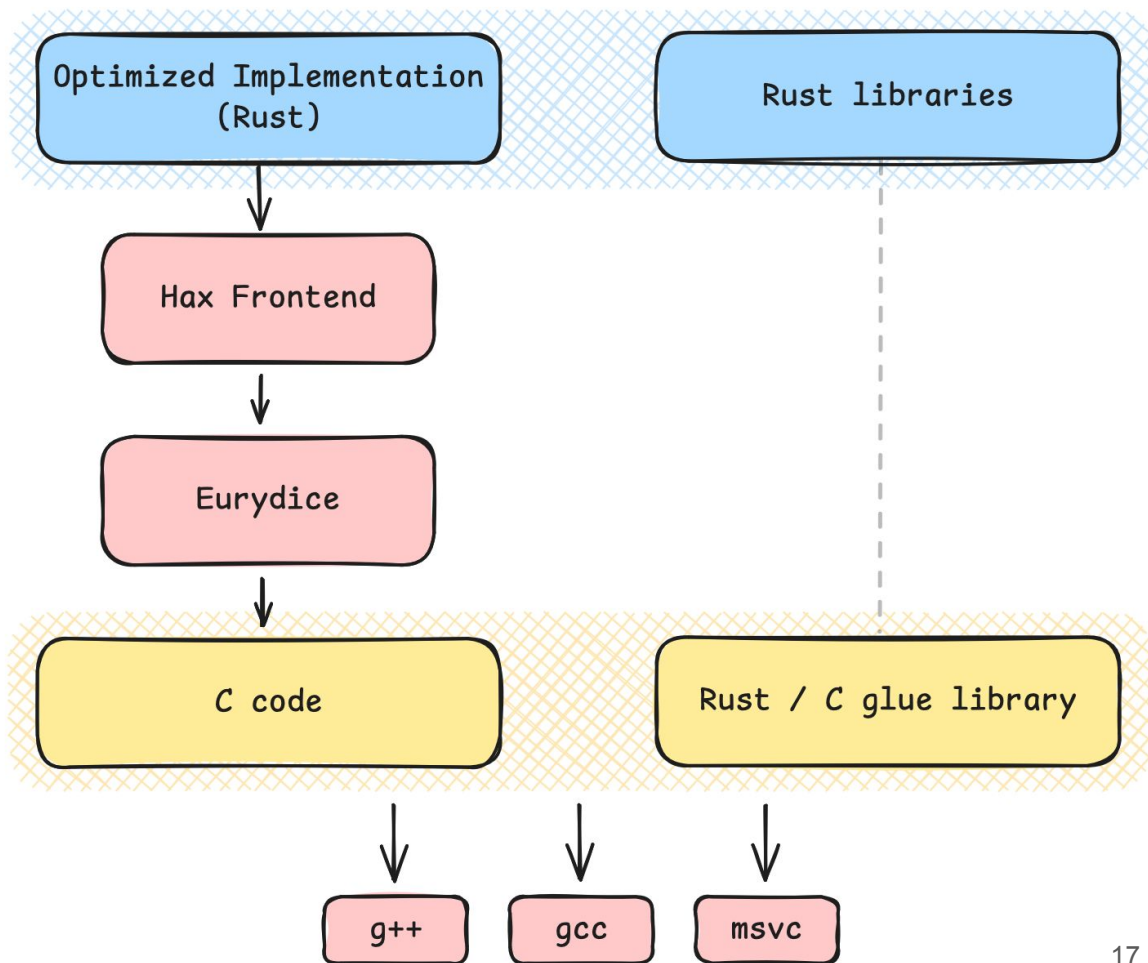 Optimized Implementation
(Rust)
Rust libraries
Hax Frontend
Eurydice
C code
Rust / C glue library
g++
gcc
msvc
17